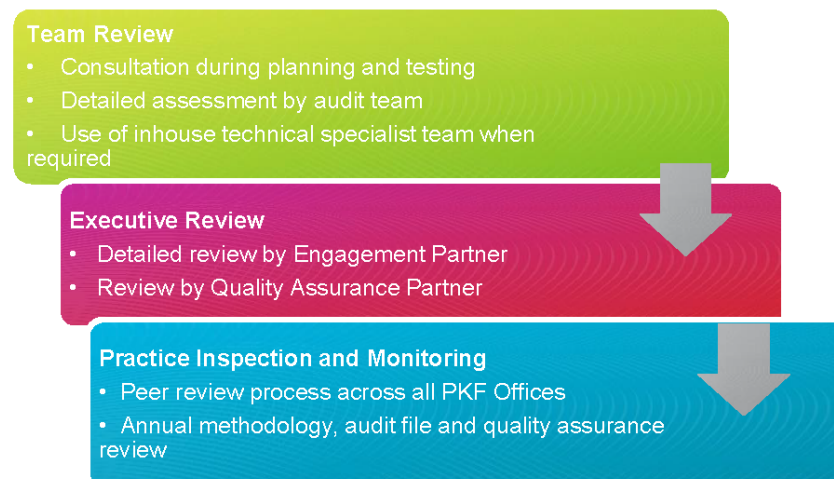 Team Review
• Consultation during planning and testing
• Detailed assessment by audit team
• Use of inhouse technical specialist team when
required
Executive Review
• Detailed review by Engagement Partner
• Review by Quality Assurance Partner
Practice Inspection and Monitoring
• Peer review process across all PKF Offices
• Annual methodology, audit file and quality assurance
review